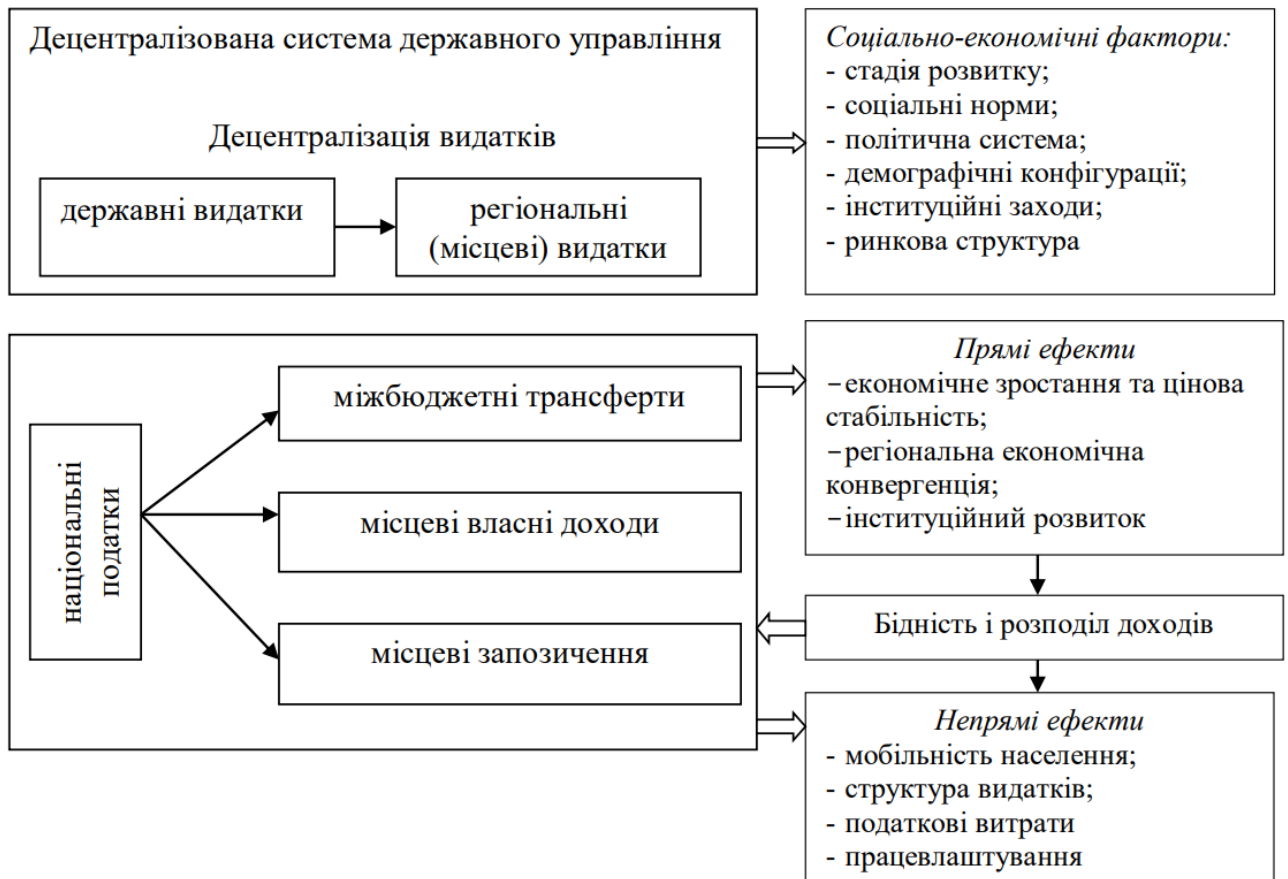 Децентралізована система державного управління
Децентралізація видатків
державні видатки
регіональні
(місцеві) видатки
Соціально-економічні фактори:
- стадія розвитку;
- соціальні норми;
- політична система;
- демографічні конфігурації;
- інституційні заходи;
- ринкова структура
національні
податки
міжбюджетні трансферти
місцеві власні доходи
місцеві запозичення
Прямі ефекти
−економічне зростання та цінова
стабільність;
−регіональна економічна
конвергенція;
−інституційний розвиток
Бідність і розподіл доходів
Непрямі ефекти
- мобільність населення;
- структура видатків;
- податкові витрати
- працевлаштування